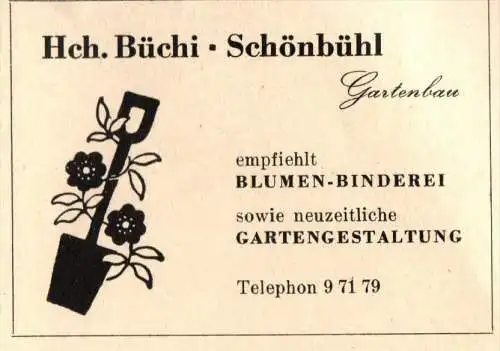 Hch. Büchi · Schönbühl
Gartenbau
empfiehlt
BLUMEN-BINDEREI
sowie neuzeitliche
GARTENGESTALTUNG
Telephon 9 71 79